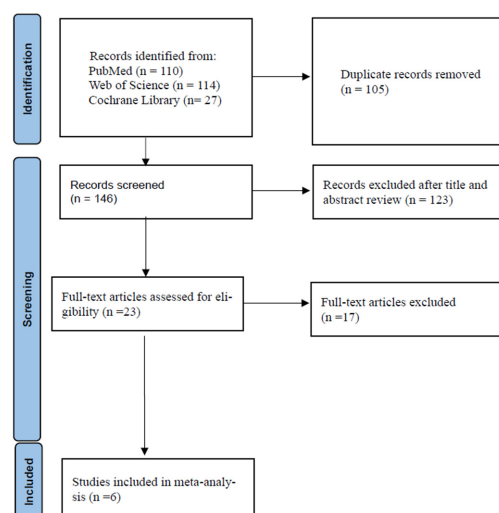 Identification
Records identified from:
PubMed (n = 110)
Web of Science (n = 114)
Cochrane Library (n= 27)
Duplicate records removed
(n = 105)
Screening
Records screened
(n = 146)
Records excluded after title and
abstract review (n = 123)
Full-text articles assessed for eli-
gibility (n =23)
Full-text articles excluded
(n =17)
Included
Studies included in meta-analy-
sis (n =6)